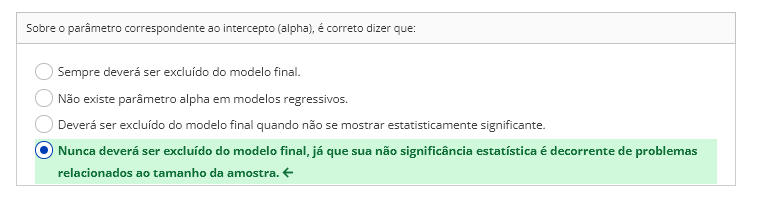 Sobre o parâmetro correspondente ao intercepto (alpha), é correto dizer que:
Sempre deverá ser excluído do modelo final.
Não existe parâmetro alpha em modelos regressivos.
Deverá ser excluído do modelo final quando não se mostrar estatisticamente significante.
Nunca deverá ser excluído do modelo final, já que sua não significância estatística é decorrente de problemas
relacionados ao tamanho da amostra. ←